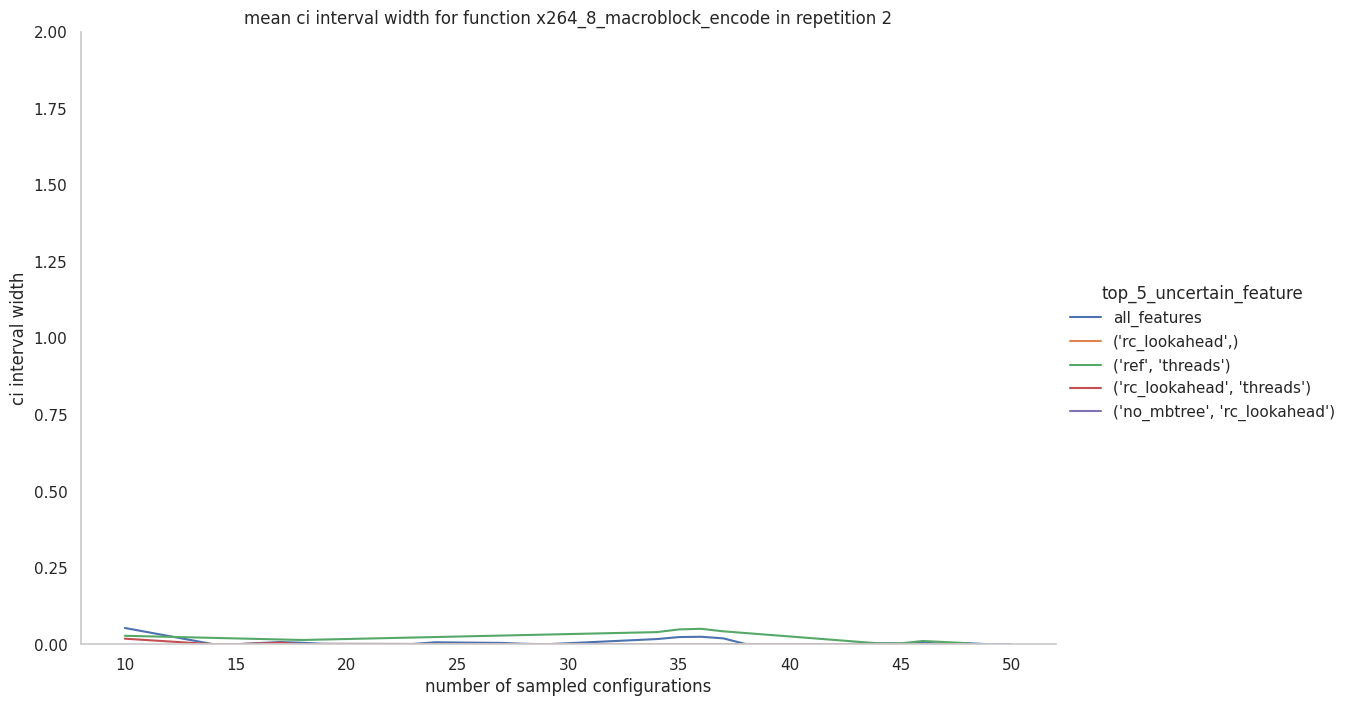 mean ci interval width for function x264_8_macroblock_encode in repetition 2
2.00
1.75
1.50
1.25
1.00
0.75
0.50
0.25
0.00
ci interval width
10 15 20 25 30 35 40 45 50
number of sampled configurations
top_5_uncertain_feature
all_features
('rc_lookahead',)
('ref', 'threads')
('rc_lookahead', 'threads')
('no_mbtree', 'rc_lookahead')